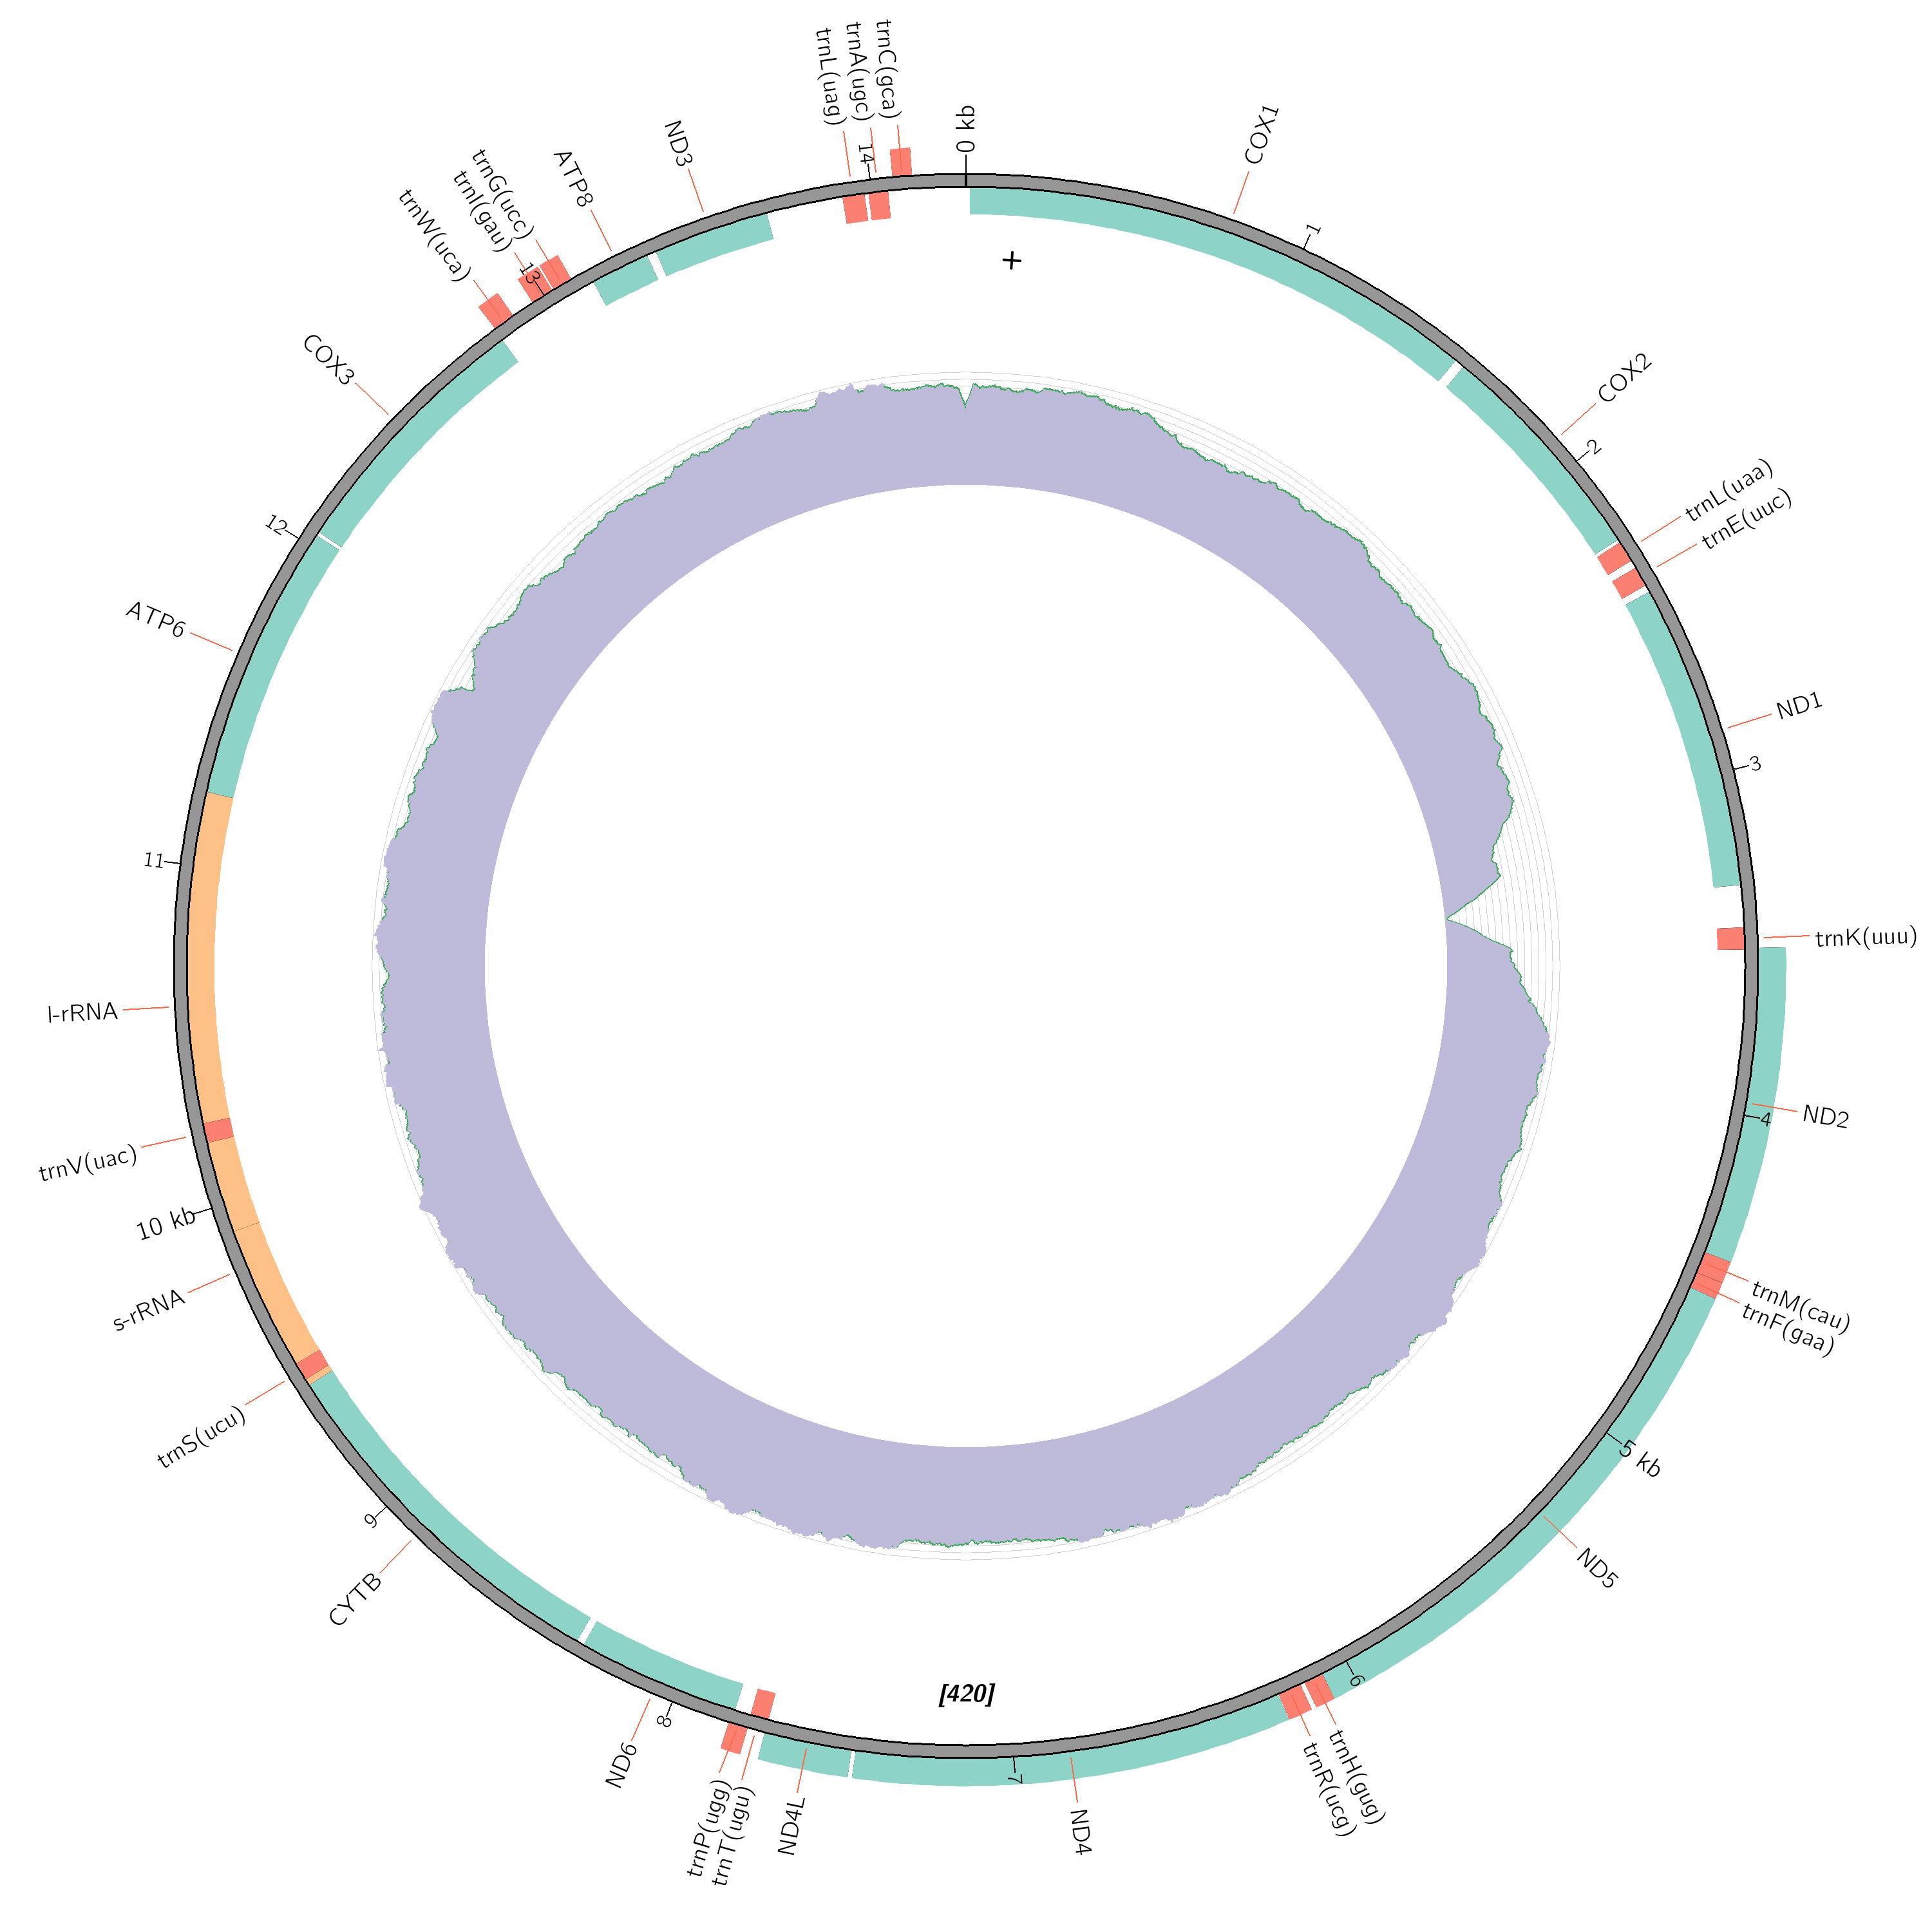 0 kb
COX1
1
COX2
2
trnL(uaa)
trnE(uuc)
ND1
3
trnK(uuu)
ND2
4
trnM(cau)
trnF(gaa)
5 kb
ND5
6
trnH(gug)
trnR(ucg)
ND4
7
ND4L
trnT(ugu)
trnP(ugg)
8
ND6
CYTB
9
trnS(ucu)
s-rRNA
10 kb
trnV(uac)
l-rRNA
11
ATP6
12
COX3
trnW(uca)
13
trnI(gau)
trnG(ucc)
ATP8
ND3
trnL(uag)
14
trnA(ugc)
trnC(gca)
+
[420]